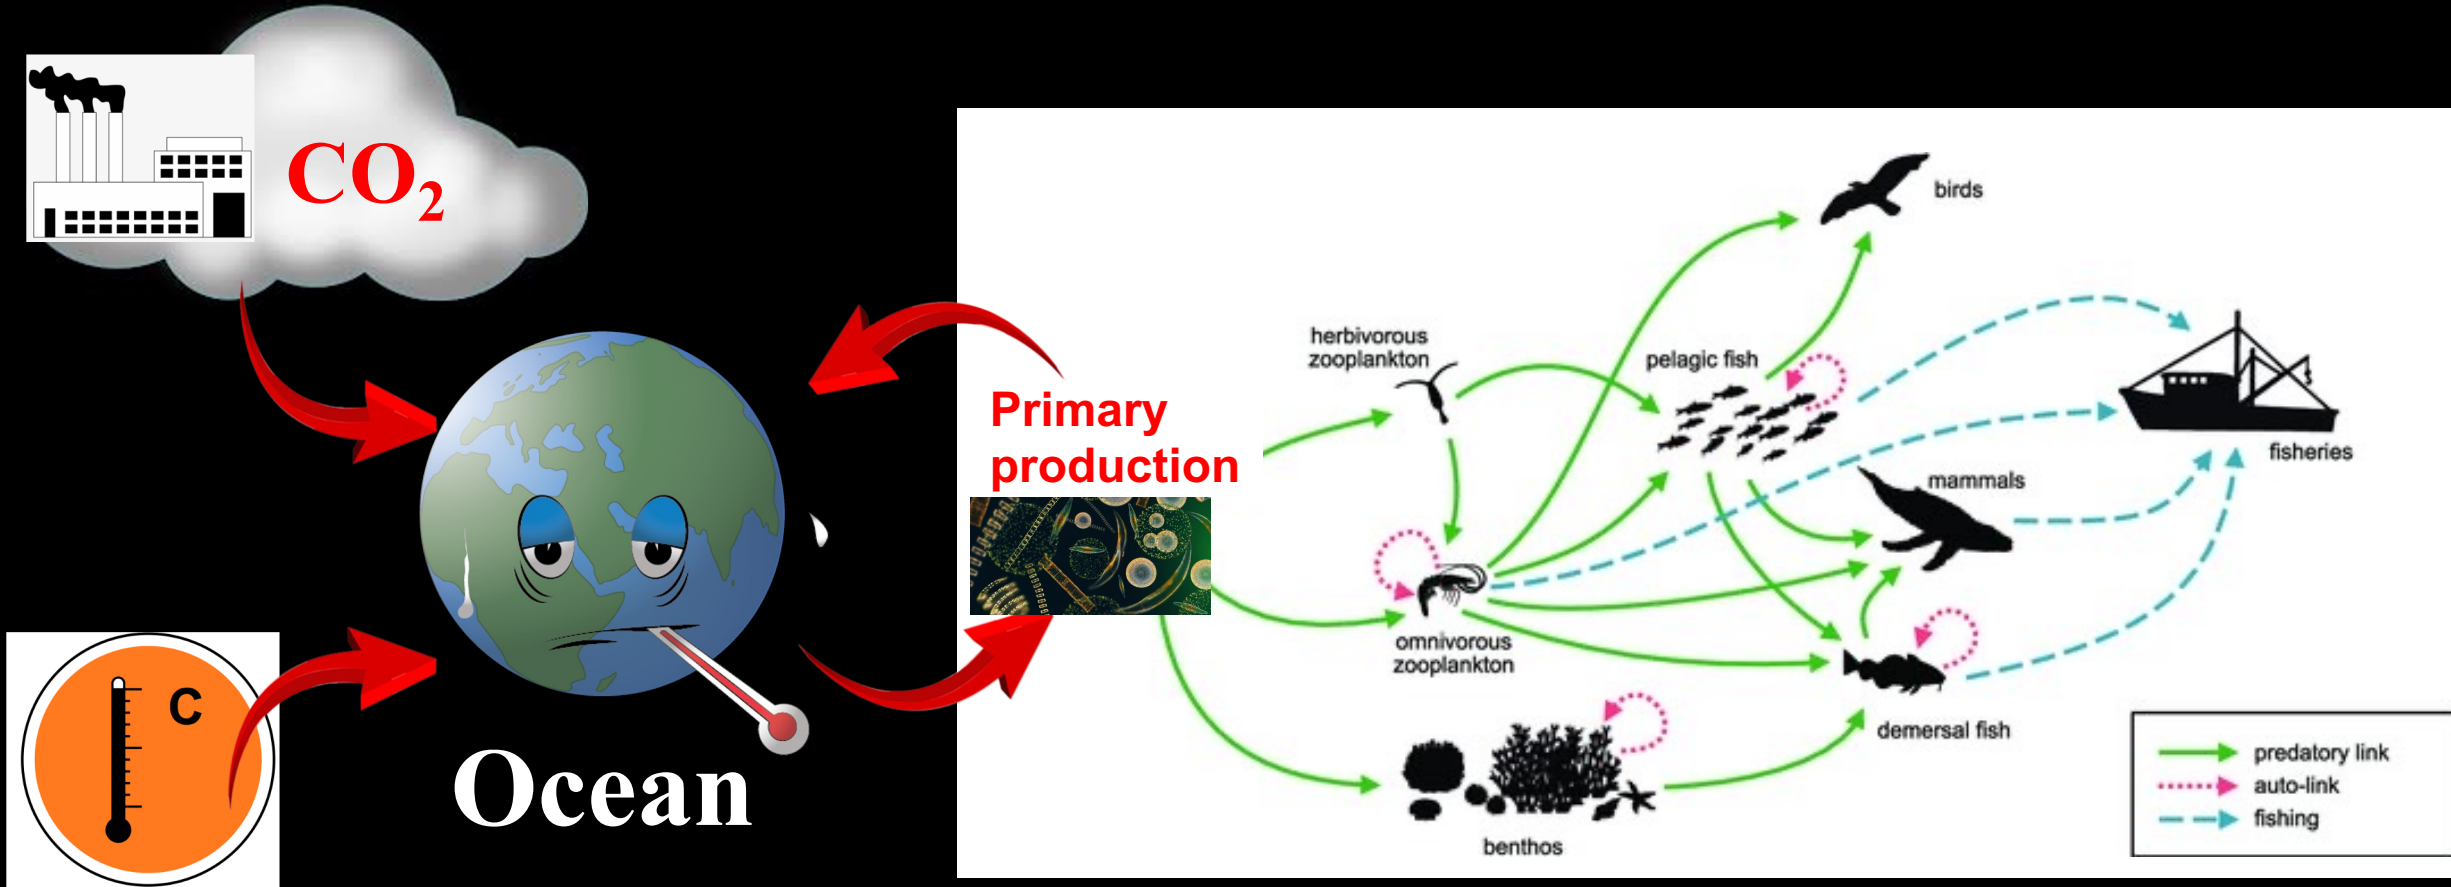 CO₂
C
Ocean
Primary
production
herbivorous
zooplankton
omnivorous
zooplankton
benthos
pelagic fish
birds
mammals
demersal fish
fisheries
predatory link
auto-link
fishing